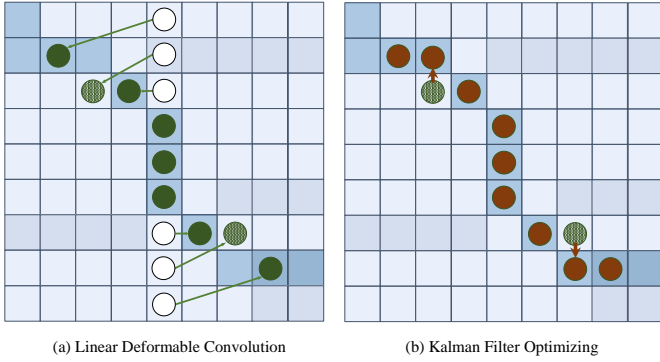 (a) Linear Deformable Convolution
(b) Kalman Filter Optimizing